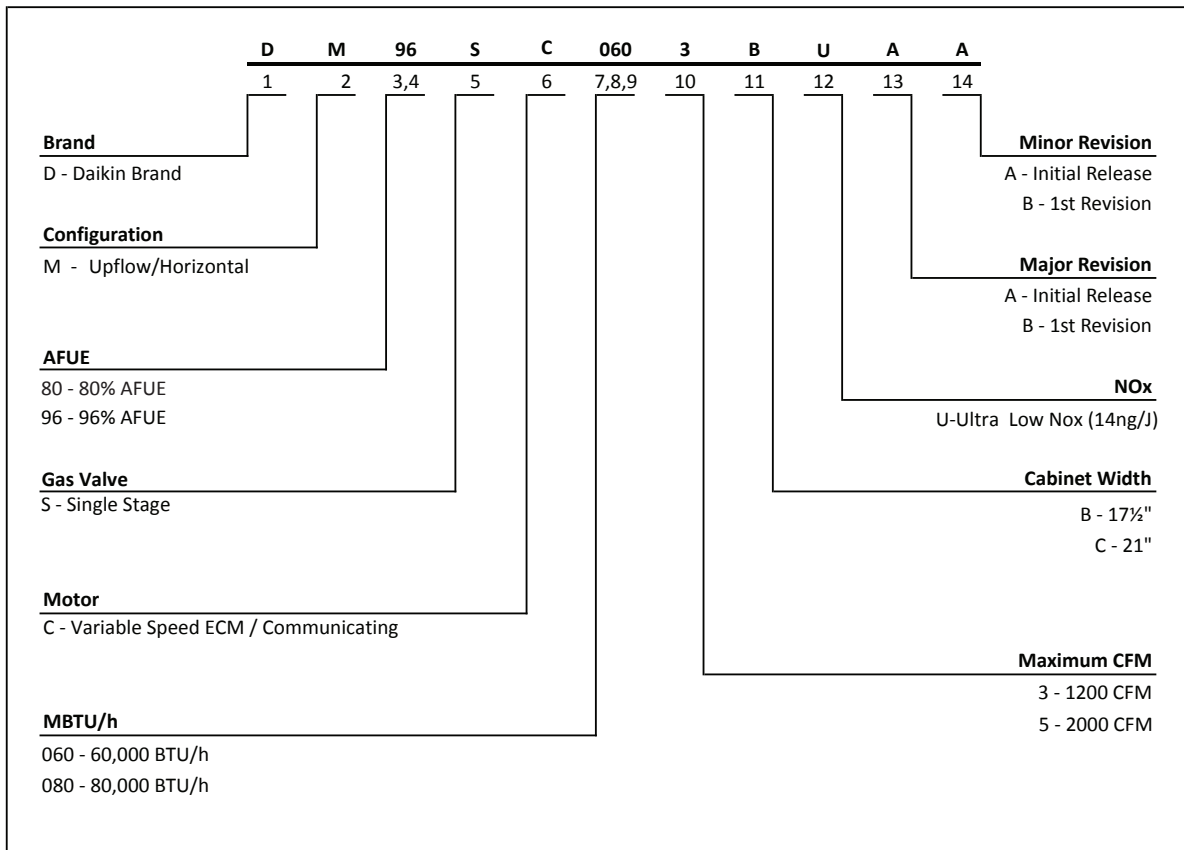 D M 96 S C 060 3 B U A A
1 2 3,4 5 6 7,8,9 10 11 12 13 14
Brand
D - Daikin Brand
Configuration
M - Upflow/Horizontal
AFUE
80 - 80% AFUE
96 - 96% AFUE
Gas Valve
S - Single Stage
Motor
C - Variable Speed ECM / Communicating
MBTU/h
060 - 60,000 BTU/h
080 - 80,000 BTU/h
Minor Revision
A - Initial Release
B - 1st Revision
Major Revision
A - Initial Release
B - 1st Revision
NOx
U-Ultra Low Nox (14ng/J)
Cabinet Width
B - 17½"
C - 21"
Maximum CFM
3 - 1200 CFM
5 - 2000 CFM